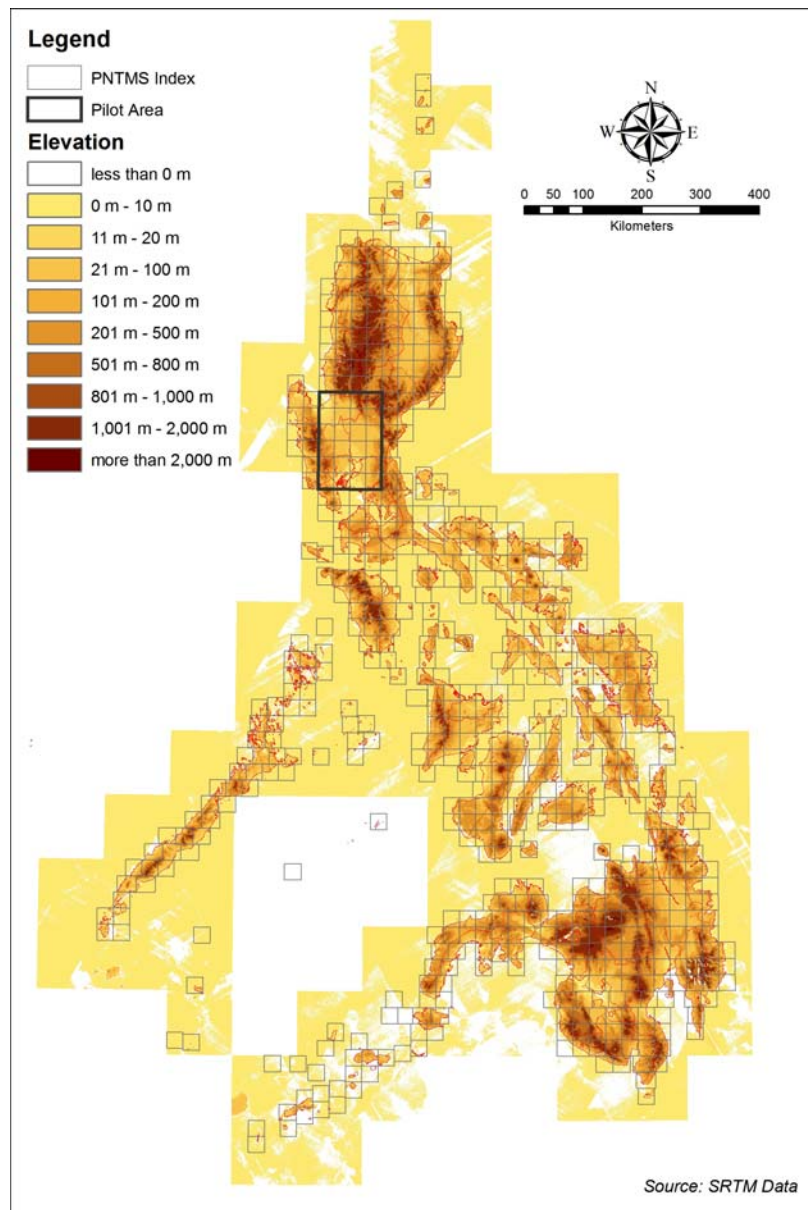 Legend
PNTMS Index
Pilot Area
Elevation
less than 0 m
0 m - 10 m
11 m - 20 m
21 m - 100 m
101 m - 200 m
201 m - 500 m
501 m - 800 m
801 m - 1,000 m
1,001 m - 2,000 m
more than 2,000 m
N
W E
S
0 50 100 200 300 400
Kilometers
Source: SRTM Data